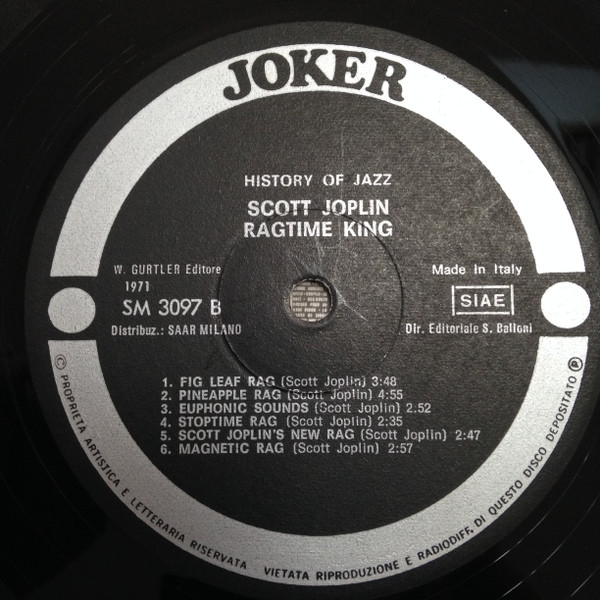 JOKER
HISTORY OF JAZZ
SCOTT JOPLIN
RAGTIME KING
W. GURTLER Editore
1971
SM 3097 B
Distribuz.: SAAR MILANO
Made in Italy
SIAE
Dir. Editoriale S. Balloni
1. FIG LEAF RAG (Scott Joplin) 3:48
2. PINEAPPLE RAG (Scott Joplin) 4:55
3. EUPHONIC SOUNDS (Scott Joplin) 2.52
4. STOPTIME RAG (Scott Joplin) 2:35
5. SCOTT JOPLIN'S NEW RAG (Scott Joplin) 2:47
6. MAGNETIC RAG (Scott Joplin) 2:57
© PROPRIETA ARTISTICA E LETTERARIA RISERVATA VIETATA RIPRODUZIONE E RADIODIFF. DI QUESTO DISCO DEPOSITATO ℗